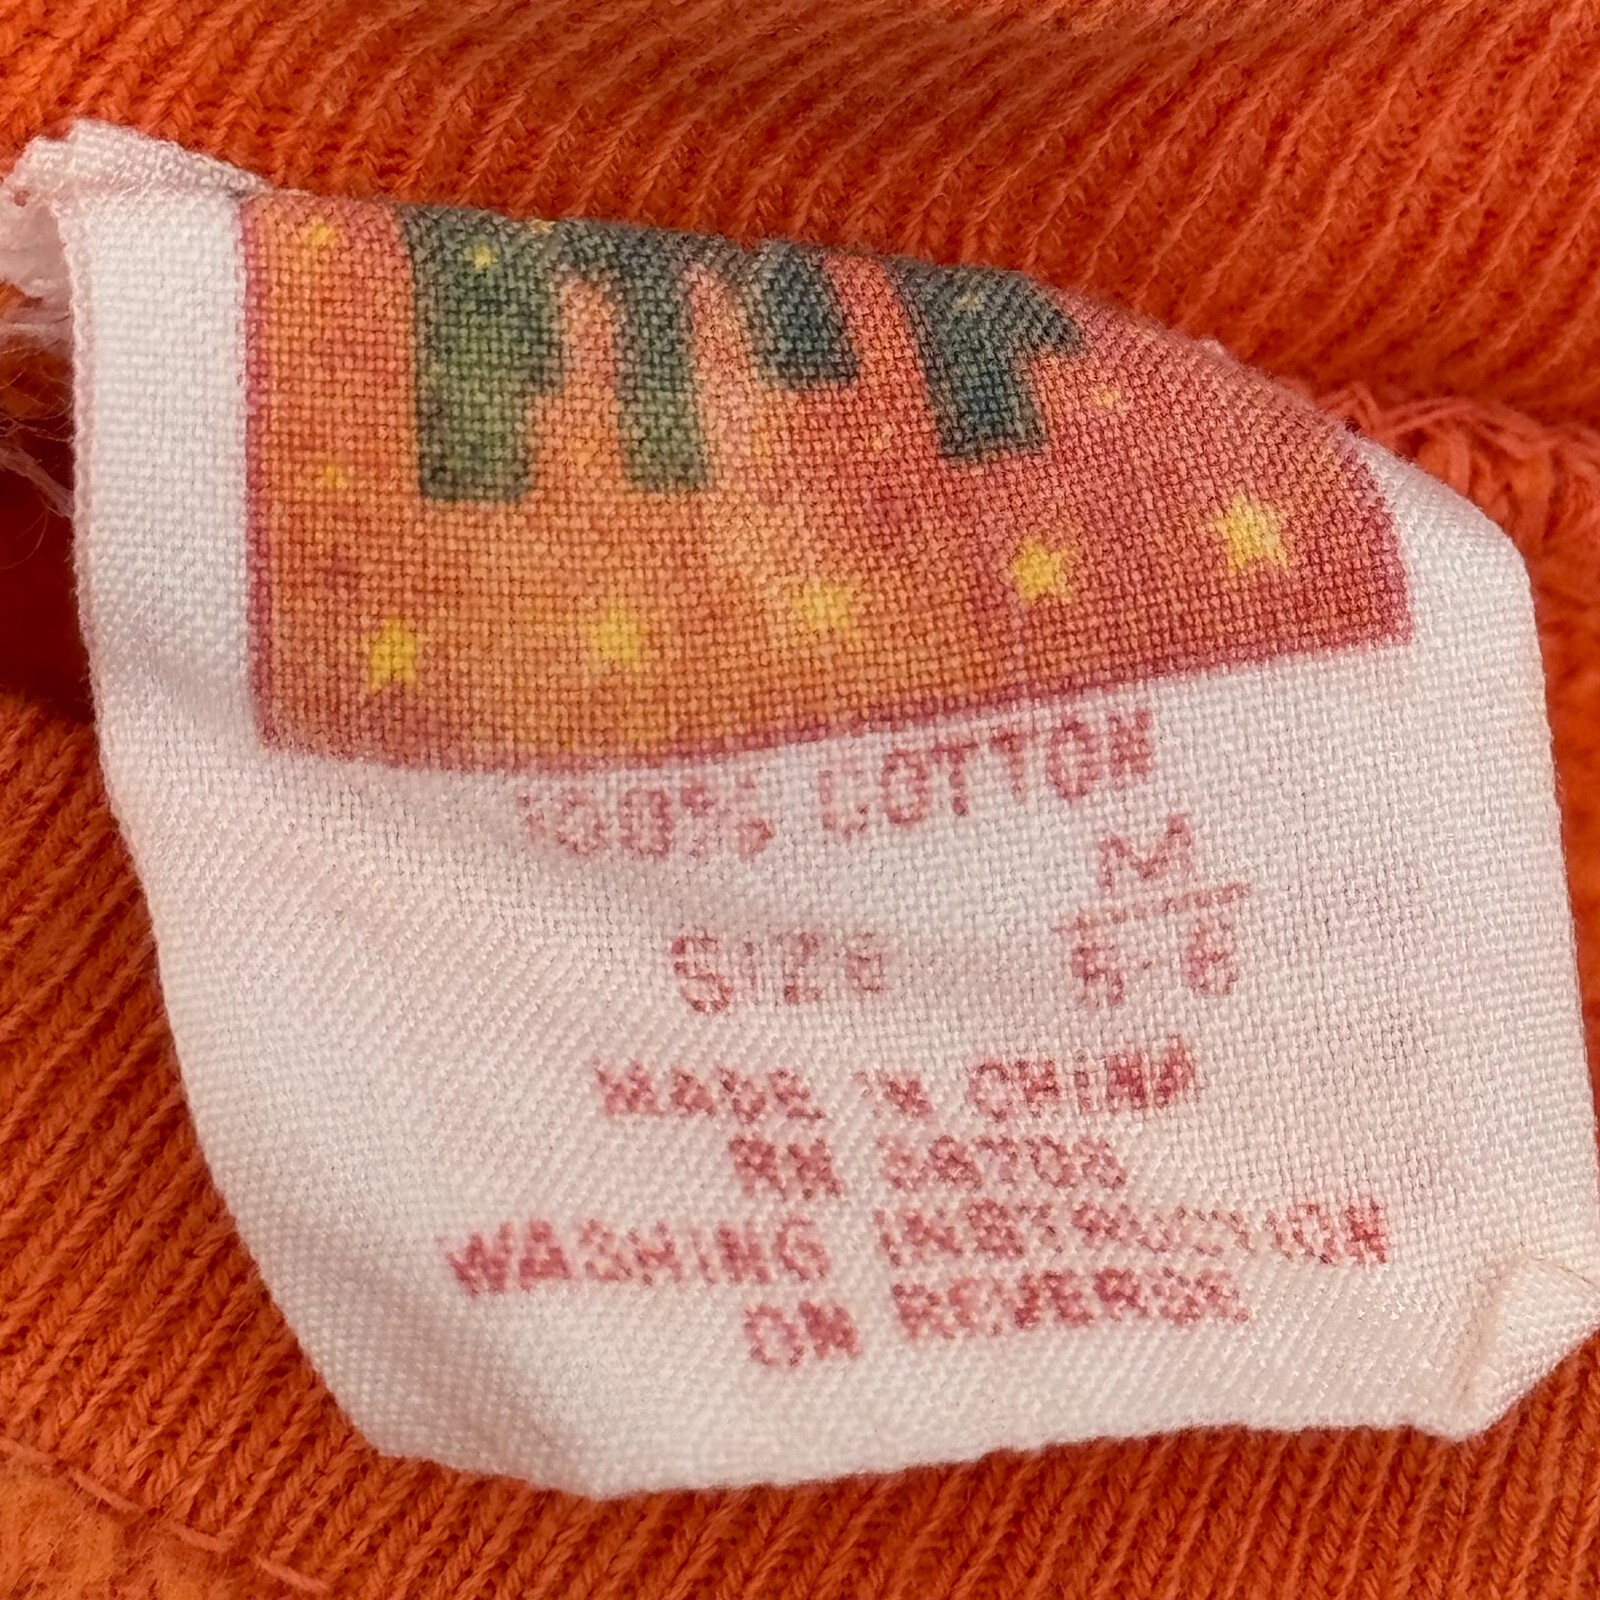 100% COTTON
M
SIZE 5-6
MADE IN CHINA
RN
WASHING INSTRUCTION
ON REVERSE